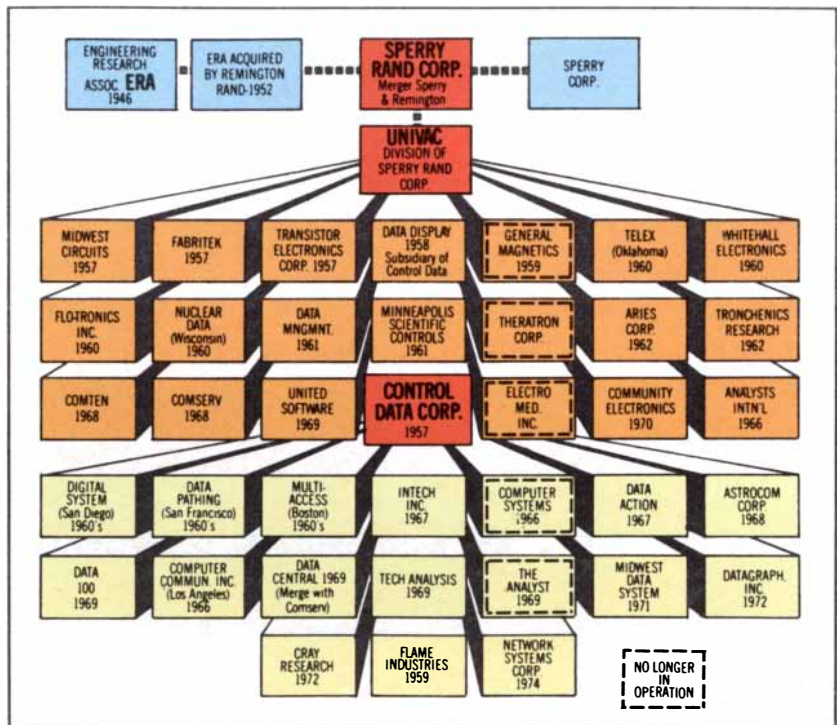 ENGINEERING
RESEARCH
ASSOC ERA
1946
ERA ACQUIRED
BY REMINGTON
RAND-1952
SPERRY
RAND CORP.
Merger Sperry
& Remington
SPERRY
CORP.
UNIVAC
DIVISION OF
SPERRY RAND
CORP.
MIDWEST
CIRCUITS
1957
FABRITEK
1957
TRANSISTOR
ELECTRONICS
CORP. 1957
DATA DISPLAY
1958
Subsidiary of
Control Data
GENERAL
MAGNETICS
1959
TELEX
(Oklahoma)
1960
WHITEHALL
ELECTRONICS
1960
FLO-TRONICS
INC.
1960
NUCLEAR
DATA
(Wisconsin)
1960
DATA
MNGMNT.
1961
MINNEAPOLIS
SCIENTIFIC
CONTROLS
1961
THERATRON
CORP.
ARIES
CORP.
1962
TRONCHENICS
RESEARCH
1962
COMTEN
1968
COMSERV
1968
UNITED
SOFTWARE
1969
CONTROL
DATA CORP.
1957
ELECTRO
MED.
INC.
COMMUNITY
ELECTRONICS
1970
ANALYSTS
INTN'L
1966
DIGITAL
SYSTEM
(San Diego)
1960's
DATA
PATHING
(San Francisco)
1960's
MULTI-
ACCESS
(Boston)
1960's
INTECH
INC.
1967
COMPUTER
SYSTEMS
1966
DATA
ACTION
1967
ASTROCOM
CORP.
1968
DATA
100
1969
COMPUTER
COMMUN. INC.
(Los Angeles)
1966
DATA
CENTRAL 1969
(Merge with
Comserv)
TECH ANALYSIS
1969
THE
ANALYST
1969
MIDWEST
DATA
SYSTEM
1971
DATAGRAPH.
INC.
1972
CRAY
RESEARCH
1972
FLAME
INDUSTRIES
1959
NETWORK
SYSTEMS
CORP.
1974
NO LONGER
IN
OPERATION